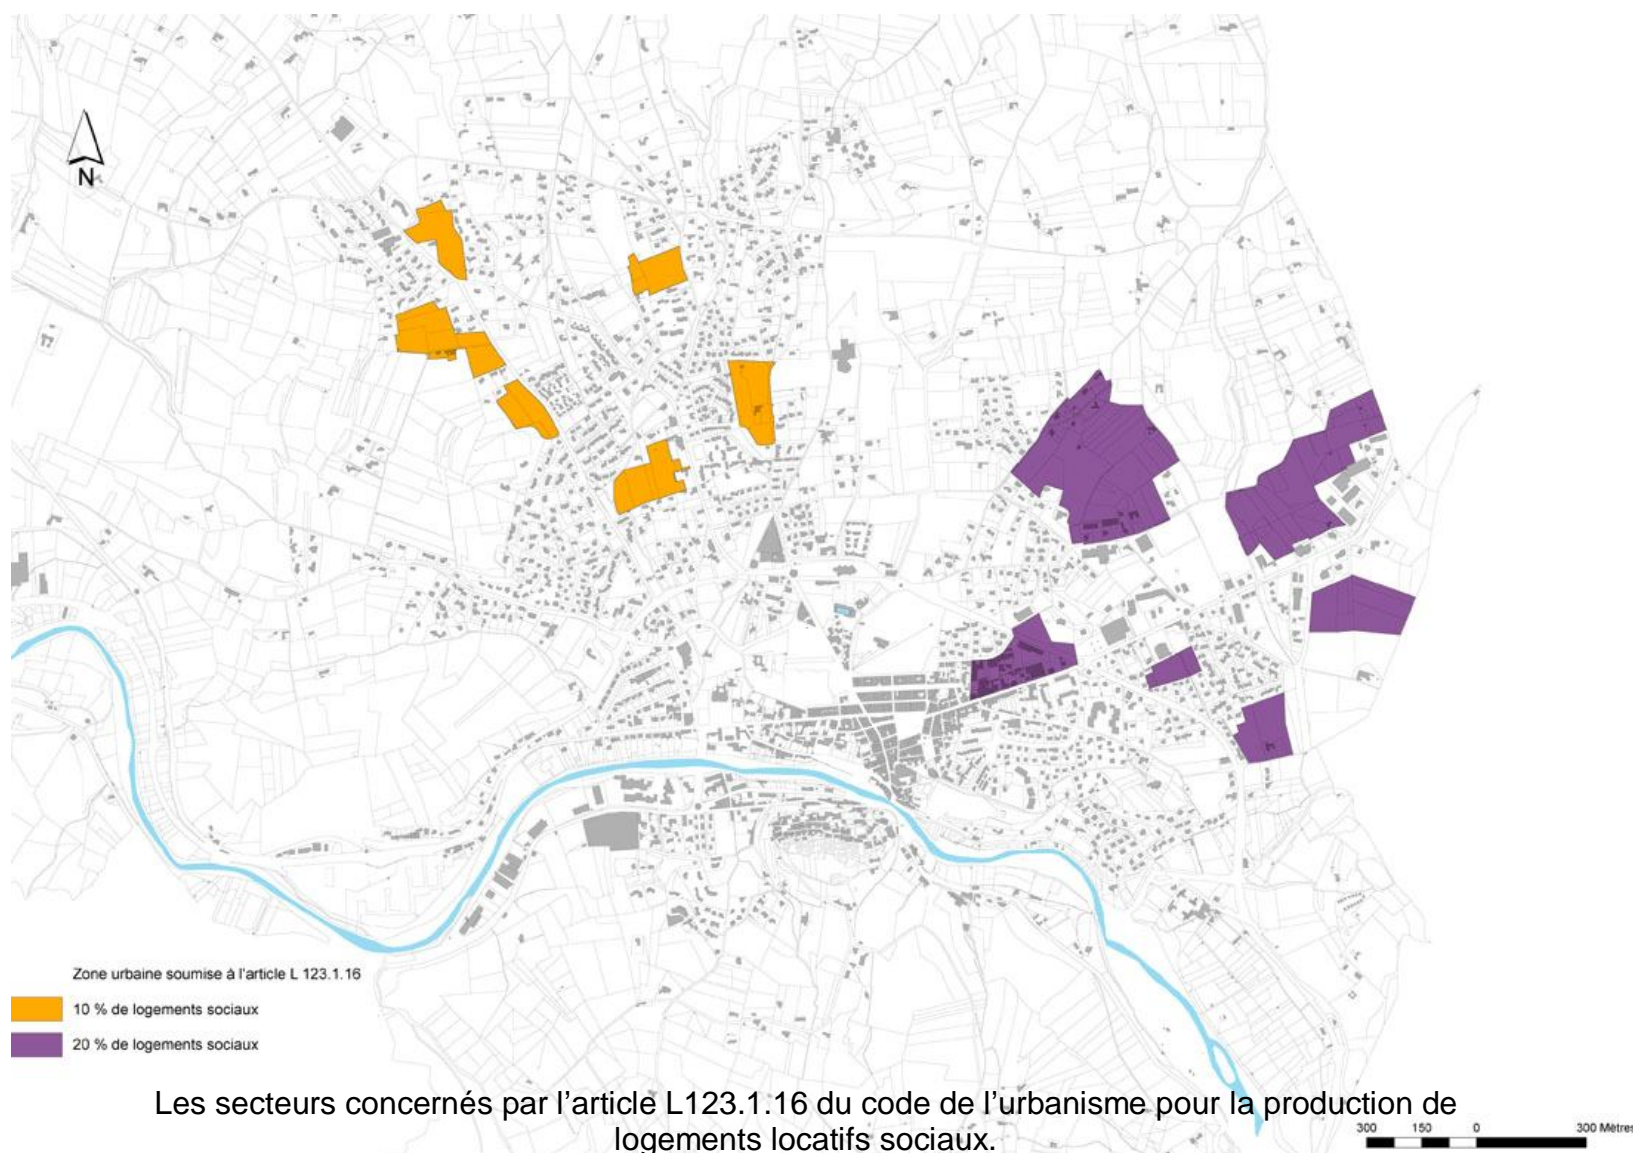 N
Zone urbaine soumise à l'article L 123.1.16
10 % de logements sociaux
20 % de logements sociaux
Les secteurs concernés par l’article L123.1.16 du code de l’urbanisme pour la production de
logements locatifs sociaux.
300 150 0 300 Mètres